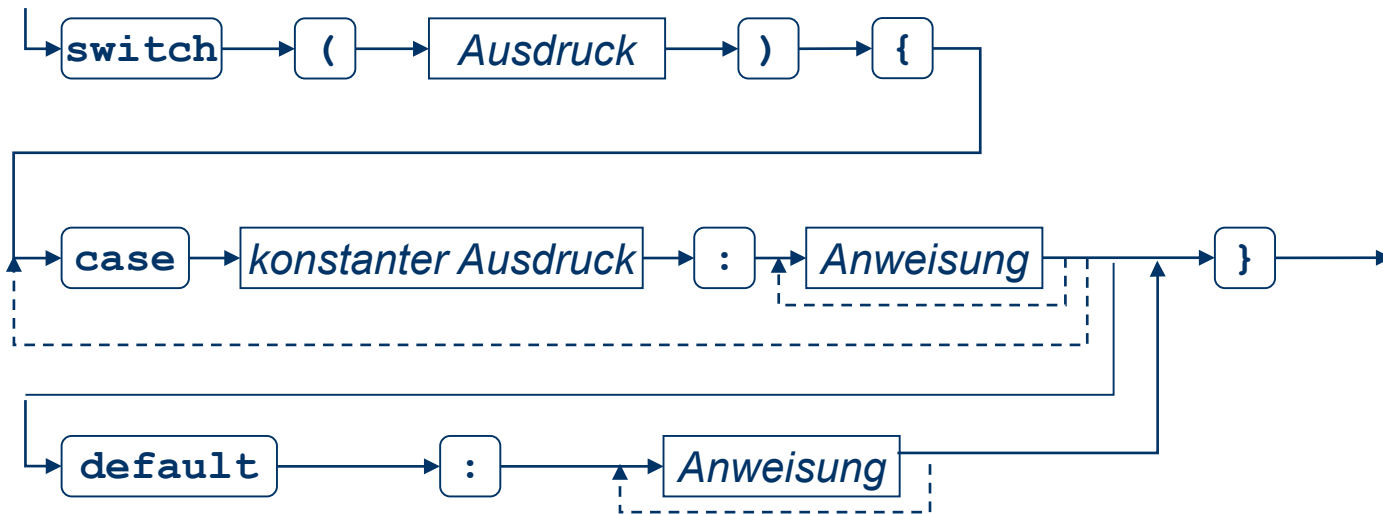 switch ( Ausdruck ) {
case konstanter Ausdruck : Anweisung }
default : Anweisung